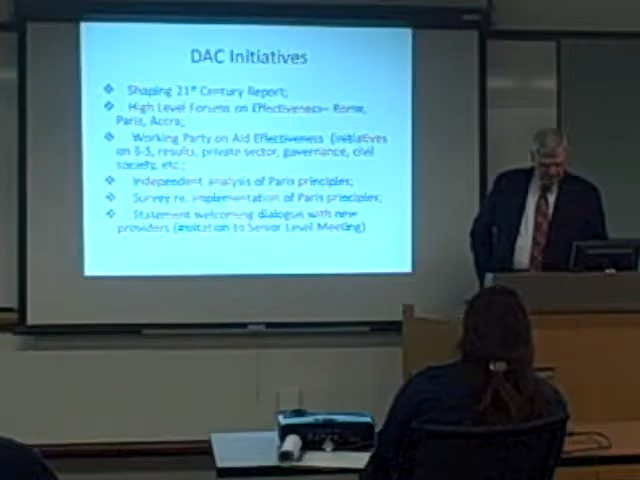 DAC Initiatives
❖ Shaping 21st Century Report;
❖ High Level Forums on Effectiveness– Rome,
Paris, Accra;
❖ Working Party on Aid Effectiveness (initiatives
on S-S, results, private sector, governance, civil
society, etc.;
❖ Independent analysis of Paris principles;
❖ Survey re. implementation of Paris principles;
❖ Statement welcoming dialogue with new
providers (invitation to Senior Level Meeting)